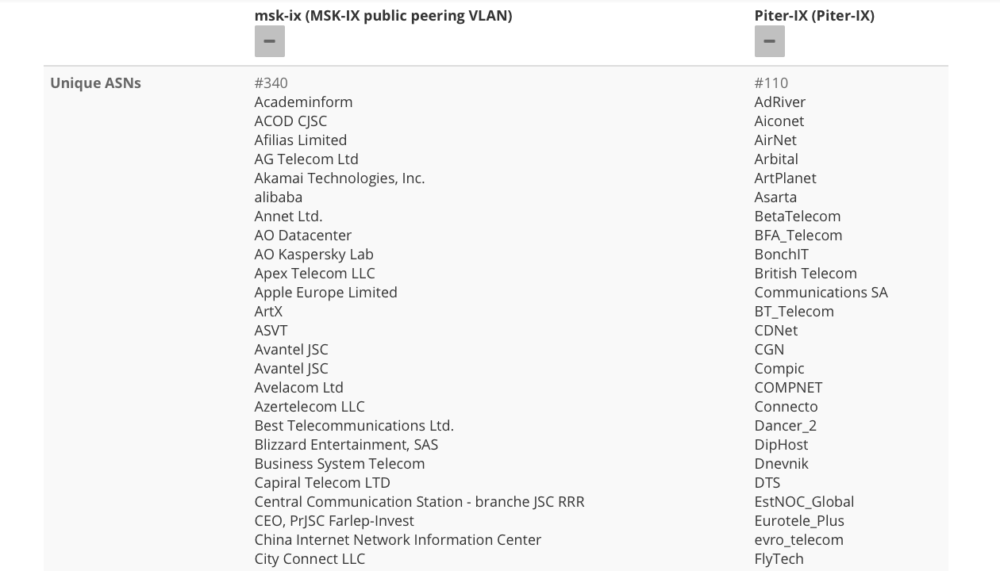 msk-ix (MSK-IX public peering VLAN)
Piter-IX (Piter-IX)
Unique ASNs
#340
Academinform
ACOD CJSC
Afilias Limited
AG Telecom Ltd
Akamai Technologies, Inc.
alibaba
Annet Ltd.
AO Datacenter
AO Kaspersky Lab
Apex Telecom LLC
Apple Europe Limited
ArtX
ASVT
Avantel JSC
Avantel JSC
Avelacom Ltd
Azertelecom LLC
Best Telecommunications Ltd.
Blizzard Entertainment, SAS
Business System Telecom
Capiral Telecom LTD
Central Communication Station - branche JSC RRR
CEO, PrJSC Farlep-Invest
China Internet Network Information Center
City Connect LLC
#110
AdRiver
Aiconet
AirNet
Arbital
ArtPlanet
Asarta
BetaTelecom
BFA_Telecom
BonchIT
British Telecom
Communications SA
BT_Telecom
CDNet
CGN
Compic
COMPNET
Connecto
Dancer_2
DipHost
Dnevnik
DTS
EstNOC_Global
Eurotele_Plus
evro_telecom
FlyTech